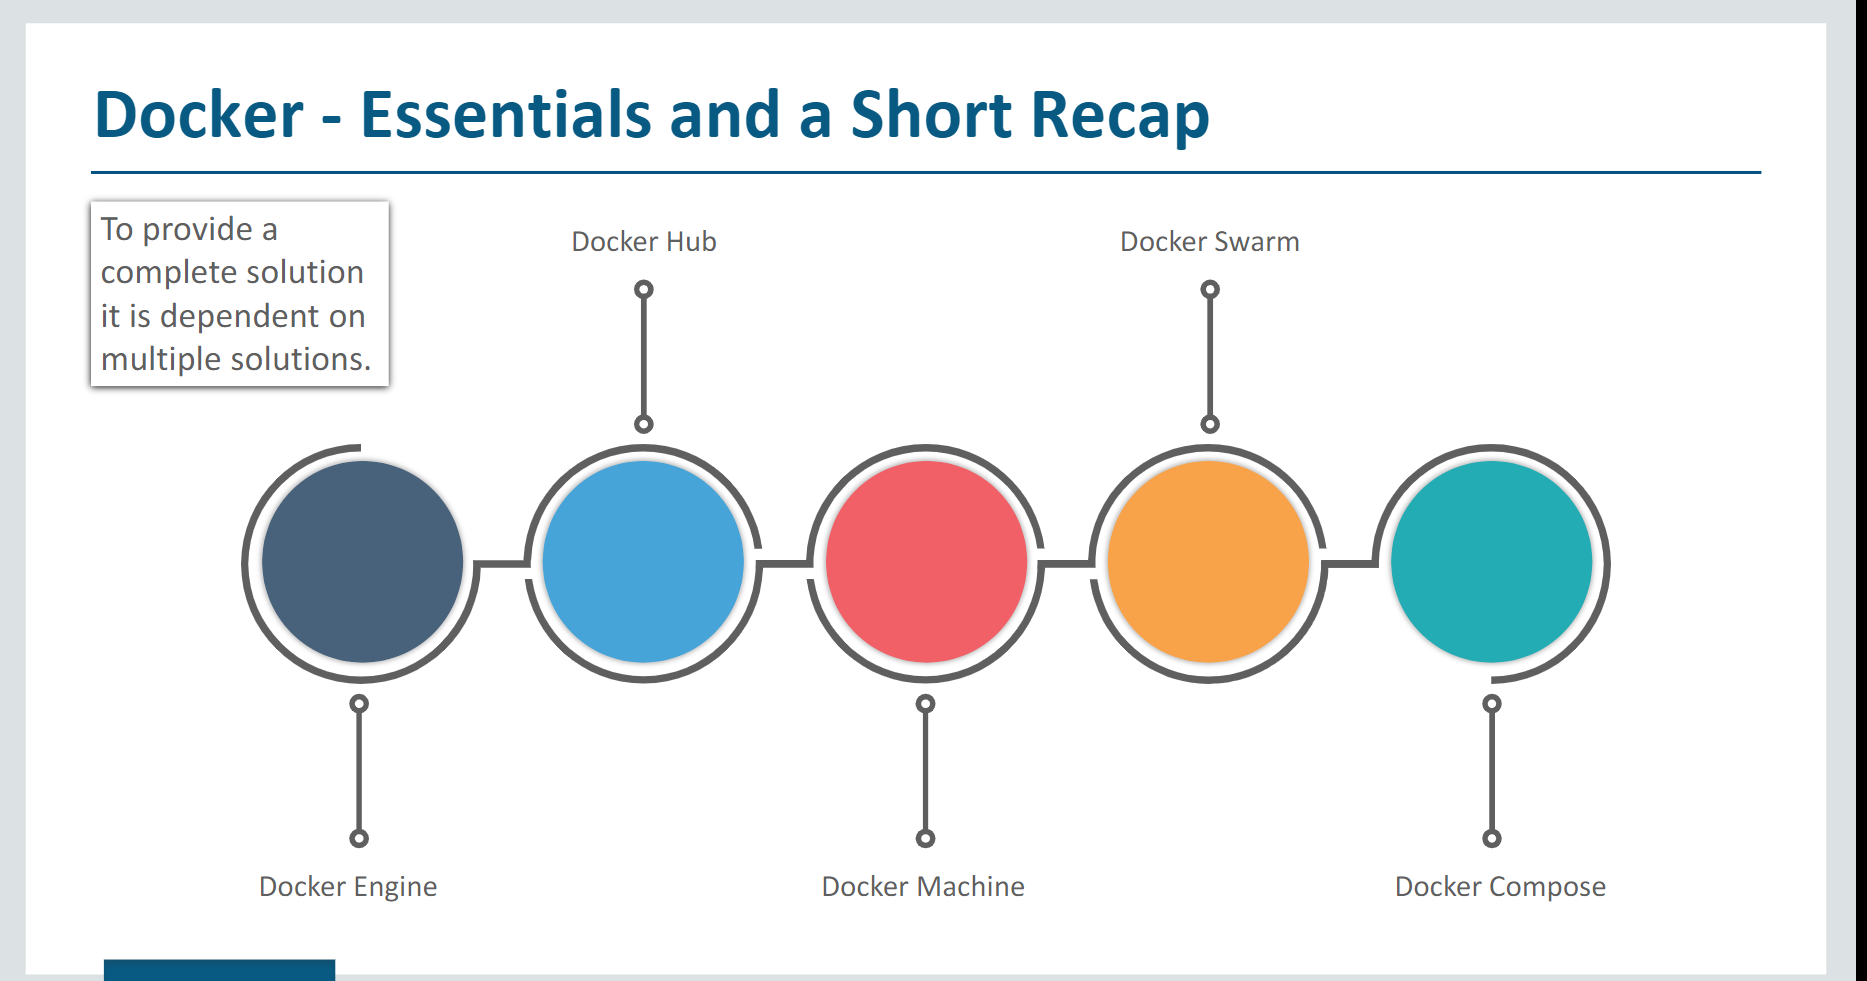 Docker - Essentials and a Short Recap
To provide a
complete solution
it is dependent on
multiple solutions.
Docker Hub
Docker Swarm
Docker Engine
Docker Machine
Docker Compose